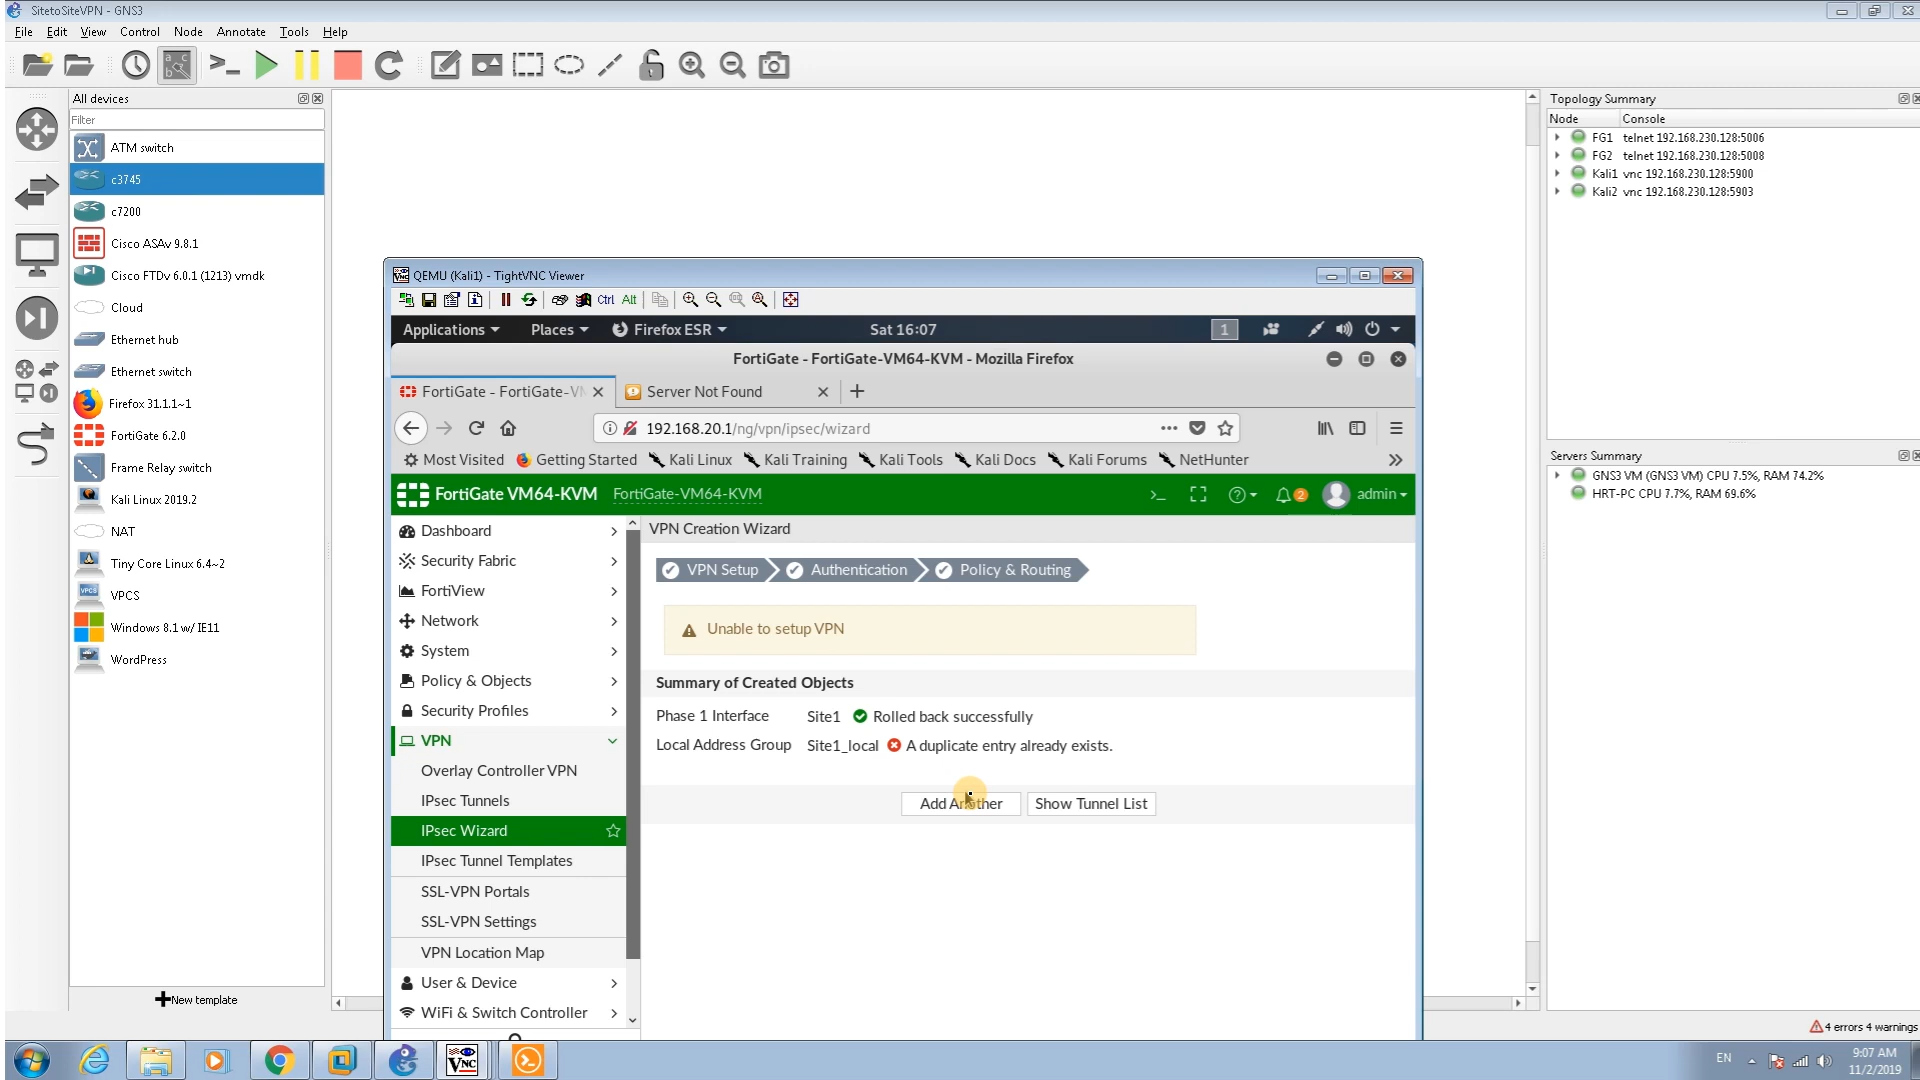 SitetoSiteVPN - GNS3
File Edit View Control Node Annotate Tools Help
All devices
Filter
ATM switch
c3745
c7200
Cisco ASAv 9.8.1
Cisco FTDv 6.0.1 (1213) vmdk
Cloud
Ethernet hub
Ethernet switch
Firefox 31.1.1~1
FortiGate 6.2.0
Frame Relay switch
Kali Linux 2019.2
NAT
Tiny Core Linux 6.4~2
VPCS
Windows 8.1 w/ IE11
WordPress
New template
QEMU (Kali1) - TightVNC Viewer
Ctrl Alt
Applications Places Firefox ESR Sat 16:07 1
FortiGate - FortiGate-VM64-KVM - Mozilla Firefox
FortiGate - FortiGate-VM Server Not Found
192.168.20.1/ng/vpn/ipsec/wizard
Most Visited Getting Started Kali Linux Kali Training Kali Tools Kali Docs Kali Forums NetHunter
FortiGate VM64-KVM FortiGate-VM64-KVM 2 admin
Dashboard
Security Fabric
FortiView
Network
System
Policy & Objects
Security Profiles
VPN
Overlay Controller VPN
IPsec Tunnels
IPsec Wizard
IPsec Tunnel Templates
SSL-VPN Portals
SSL-VPN Settings
VPN Location Map
User & Device
WiFi & Switch Controller
VPN Creation Wizard
VPN Setup Authentication Policy & Routing
Unable to setup VPN
Summary of Created Objects
Phase 1 Interface Site1 Rolled back successfully
Local Address Group Site1_local A duplicate entry already exists.
Add Another Show Tunnel List
Topology Summary
Node Console
FG1 telnet 192.168.230.128:5006
FG2 telnet 192.168.230.128:5008
Kali1 vnc 192.168.230.128:5900
Kali2 vnc 192.168.230.128:5903
Servers Summary
GNS3 VM (GNS3 VM) CPU 7.5%, RAM 74.2%
HRT-PC CPU 7.7%, RAM 69.6%
4 errors 4 warnings
EN
9:07 AM
11/2/2019